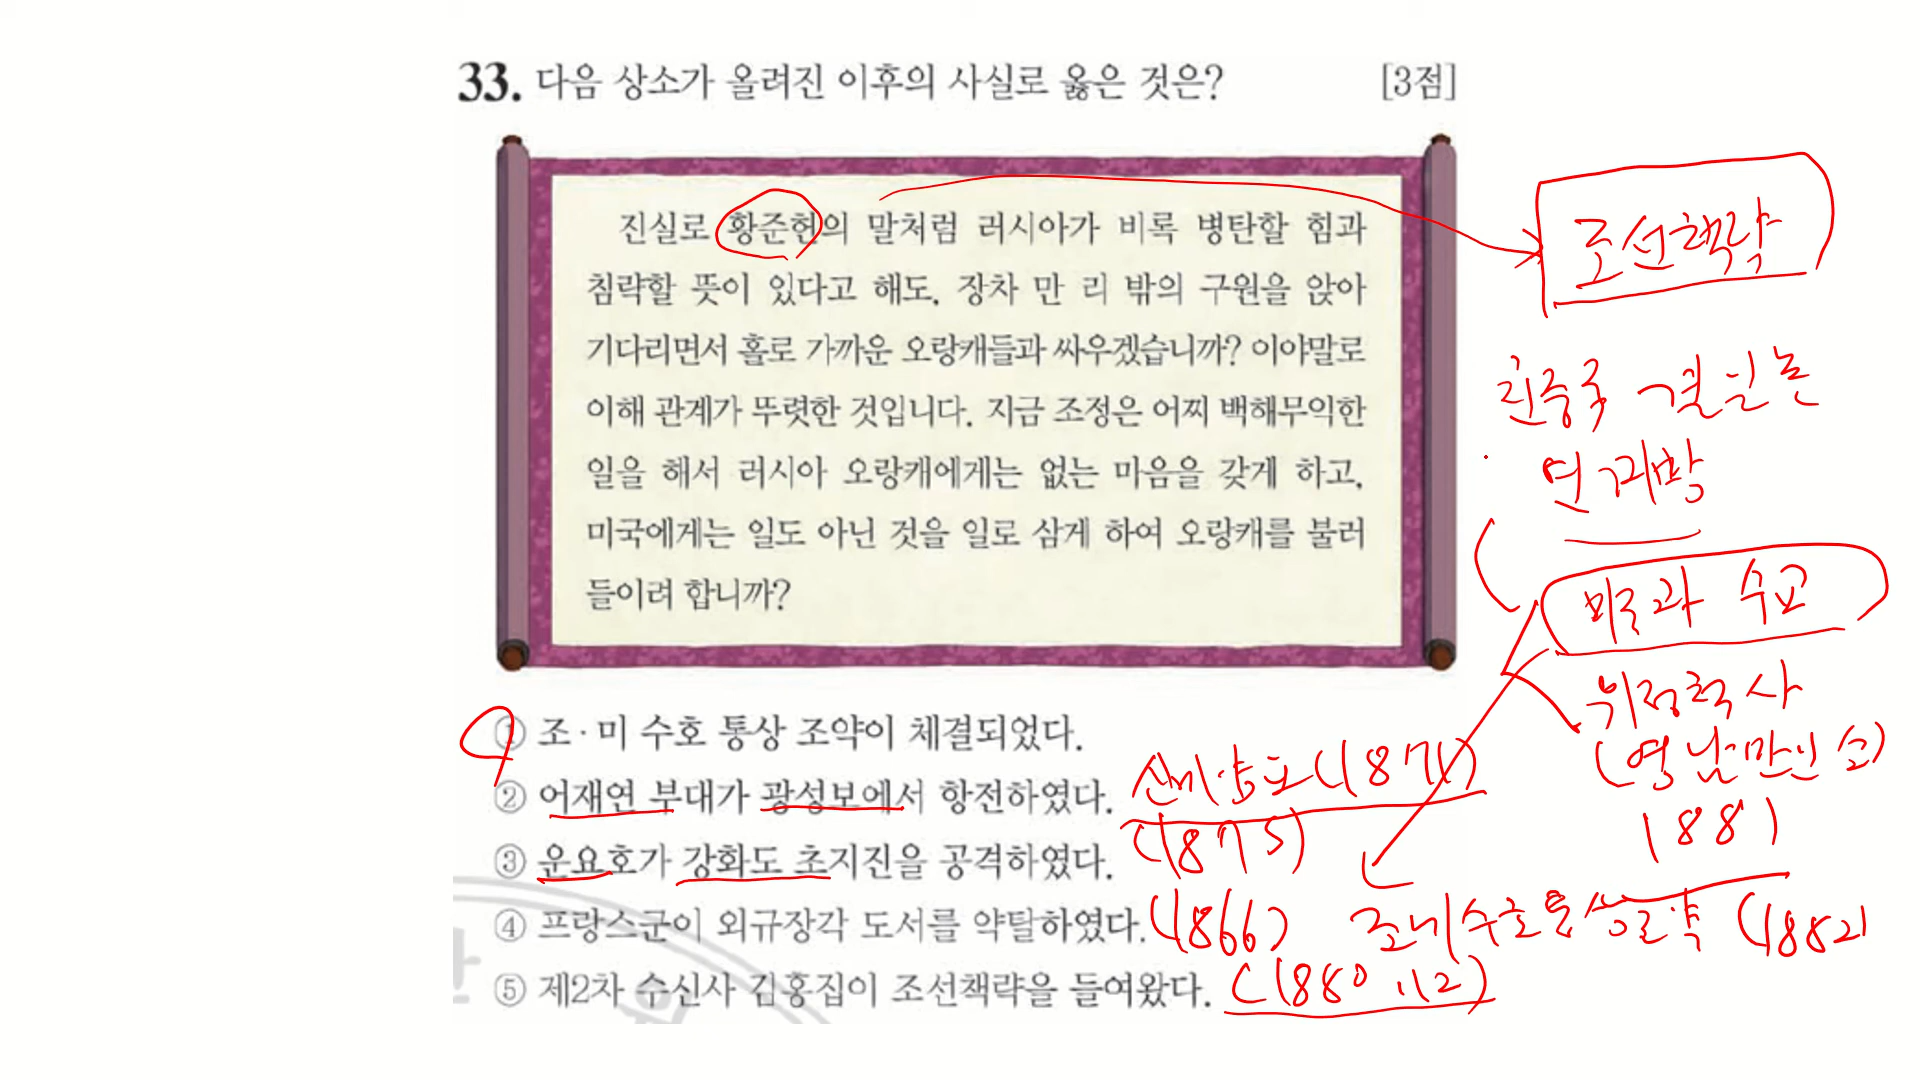 33. 다음 상소가 올려진 이후의 사실로 옳은 것은? [3점]
진실로 황준헌의 말처럼 러시아가 비록 병탄할 힘과
침략할 뜻이 있다고 해도, 장차 만 리 밖의 구원을 앉아
기다리면서 홀로 가까운 오랑캐들과 싸우겠습니까? 이야말로
이해 관계가 뚜렷한 것입니다. 지금 조정은 어찌 백해무익한
일을 해서 러시아 오랑캐에게는 없는 마음을 갖게 하고,
미국에게는 일도 아닌 것을 일로 삼게 하여 오랑캐를 불러
들이려 합니까?
① 조·미 수호 통상 조약이 체결되었다.
② 어재연 부대가 광성보에서 항전하였다.
③ 운요호가 강화도 초지진을 공격하였다.
④ 프랑스군이 외규장각 도서를 약탈하였다.
⑤ 제2차 수신사 김홍집이 조선책략을 들여왔다.
조선책략
친중국 결일본
연미방
미국과 수교
위정척사
(영남만인소)
1881
신미양요(1871)
(1875)
(1866)
조미수호통상조약 (1882)
(1880